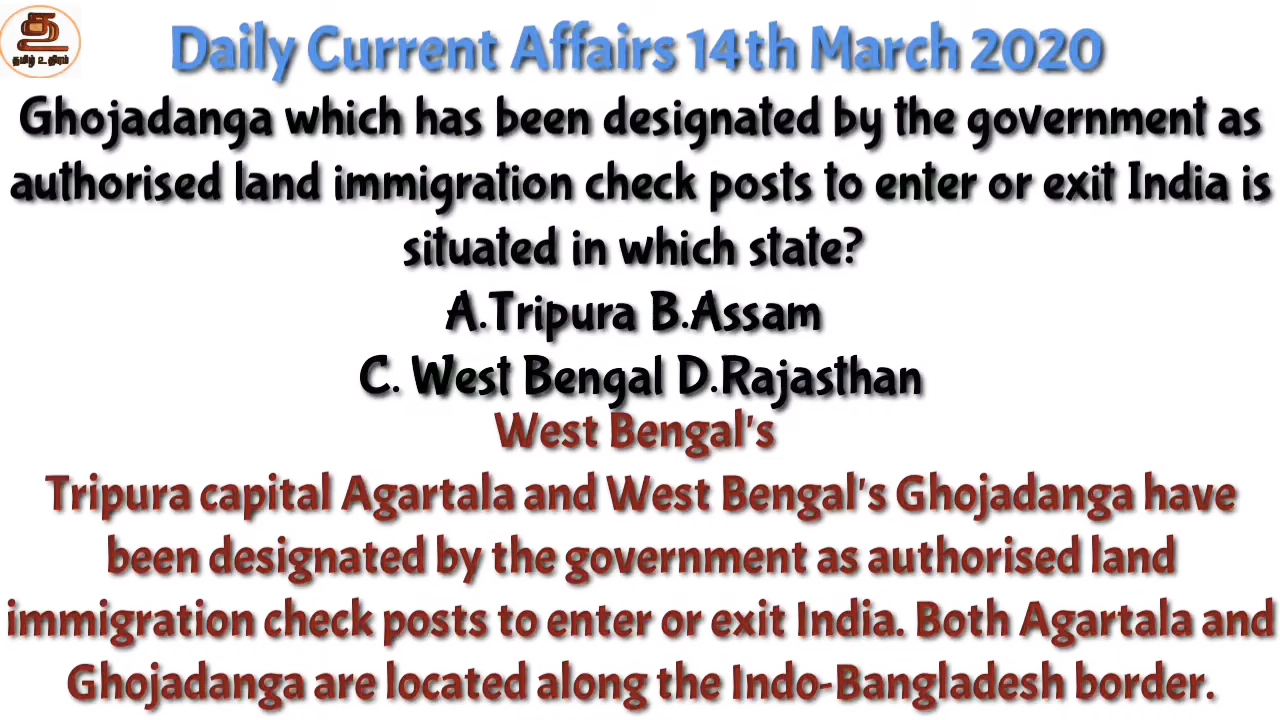 த
தமிழ் உதிரம்
Daily Current Affairs 14th March 2020
Ghojadanga which has been designated by the government as
authorised land immigration check posts to enter or exit India is
situated in which state?
A.Tripura B.Assam
C. West Bengal D.Rajasthan
West Bengal's
Tripura capital Agartala and West Bengal's Ghojadanga have
been designated by the government as authorised land
immigration check posts to enter or exit India. Both Agartala and
Ghojadanga are located along the Indo-Bangladesh border.